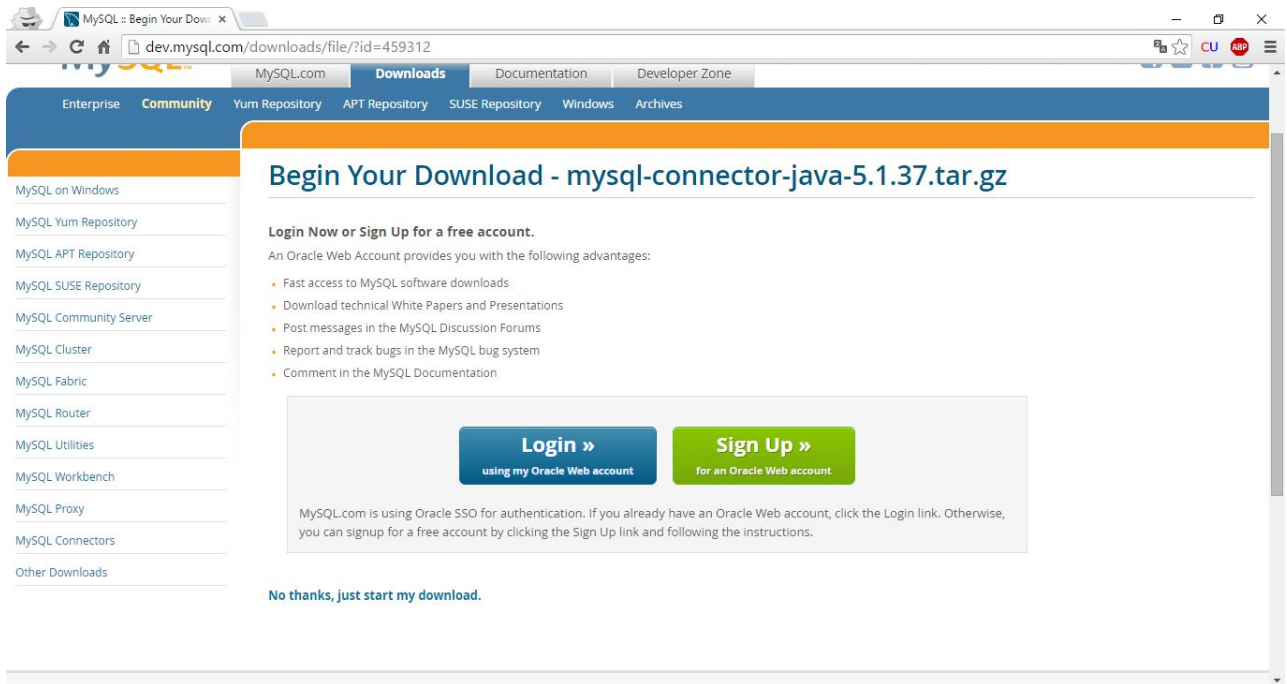 MySQL :: Begin Your Dow
dev.mysql.com/downloads/file/?id=459312
CU
ABP
MySQL.com
Downloads
Documentation
Developer Zone
Enterprise
Community
Yum Repository
APT Repository
SUSE Repository
Windows
Archives
MySQL on Windows
MySQL Yum Repository
MySQL APT Repository
MySQL SUSE Repository
MySQL Community Server
MySQL Cluster
MySQL Fabric
MySQL Router
MySQL Utilities
MySQL Workbench
MySQL Proxy
MySQL Connectors
Other Downloads
Begin Your Download - mysql-connector-java-5.1.37.tar.gz
Login Now or Sign Up for a free account.
An Oracle Web Account provides you with the following advantages:
Fast access to MySQL software downloads
Download technical White Papers and Presentations
Post messages in the MySQL Discussion Forums
Report and track bugs in the MySQL bug system
Comment in the MySQL Documentation
Login »
using my Oracle Web account
Sign Up »
for an Oracle Web account
MySQL.com is using Oracle SSO for authentication. If you already have an Oracle Web account, click the Login link. Otherwise,
you can signup for a free account by clicking the Sign Up link and following the instructions.
No thanks, just start my download.